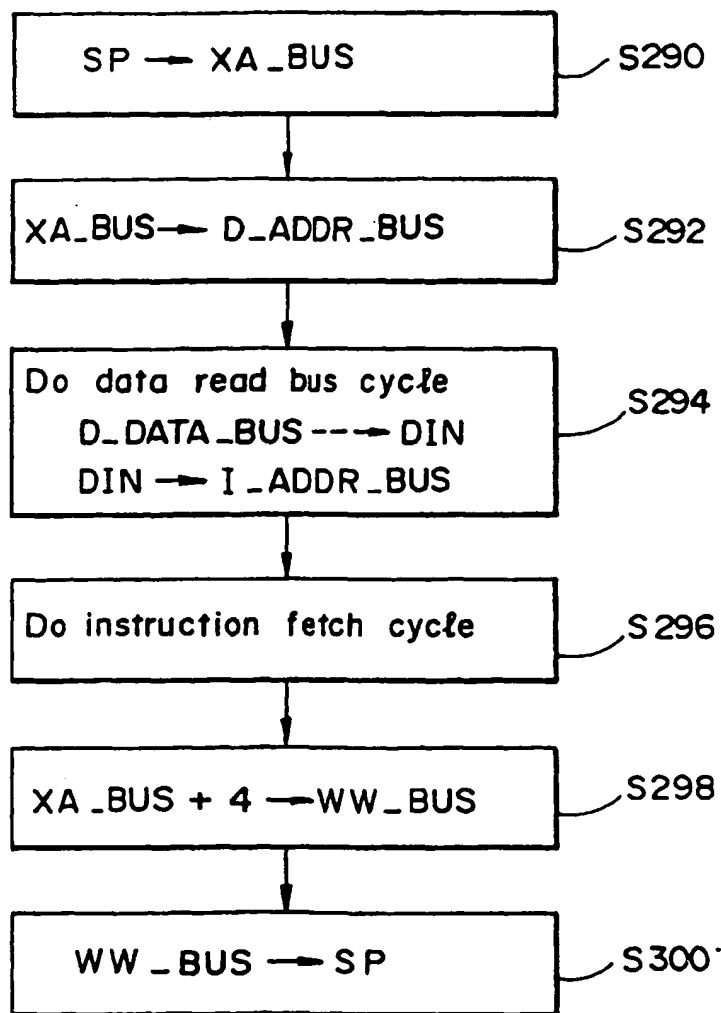 SP → XA_BUS
S290
XA_BUS → D_ADDR_BUS
S292
Do data read bus cycle
D_DATA_BUS ---→ DIN
DIN → I_ADDR_BUS
S294
Do instruction fetch cycle
S296
XA_BUS + 4 → WW_BUS
S298
WW_BUS → SP
S300